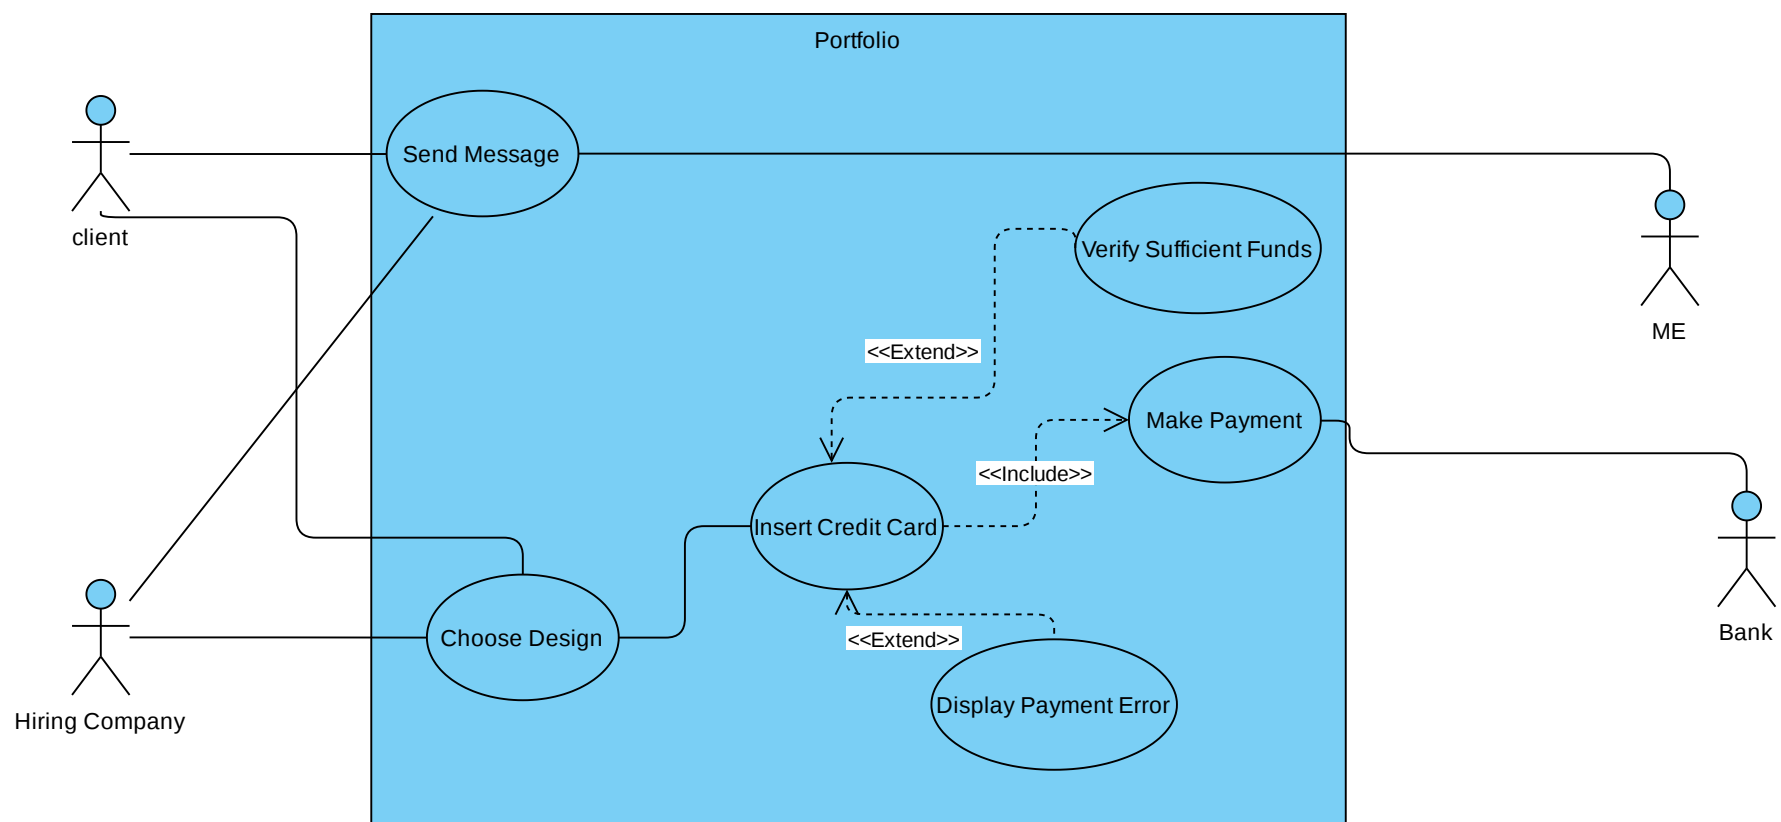 Portfolio
Send Message
client
Verify Sufficient Funds
ME
<<Extend>>
Make Payment
<<Include>>
Insert Credit Card
Choose Design
<<Extend>>
Bank
Display Payment Error
Hiring Company